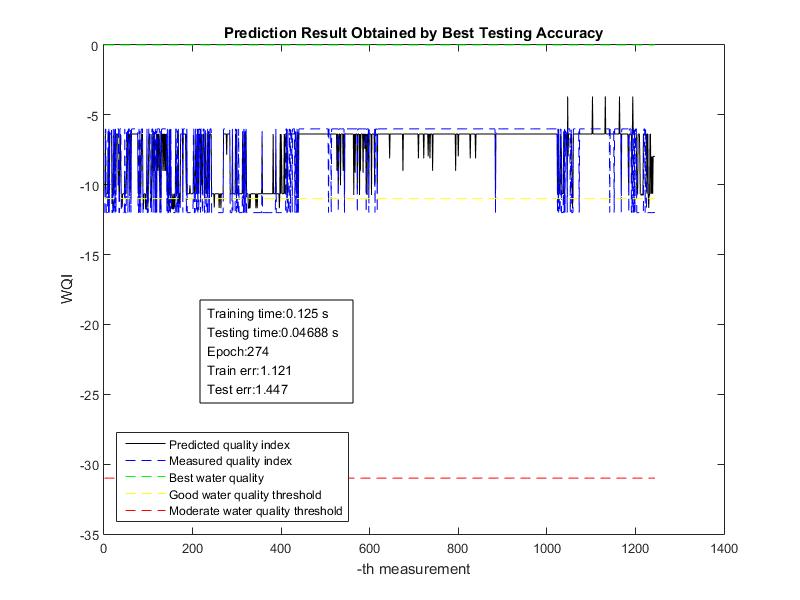 Prediction Result Obtained by Best Testing Accuracy
0
-5
-10
-15
-20
-25
-30
-35
WQI
Training time:0.125 s
Testing time:0.04688 s
Epoch:274
Train err:1.121
Test err:1.447
Predicted quality index
Measured quality index
Best water quality
Good water quality threshold
Moderate water quality threshold
0 200 400 600 800 1000 1200 1400
-th measurement